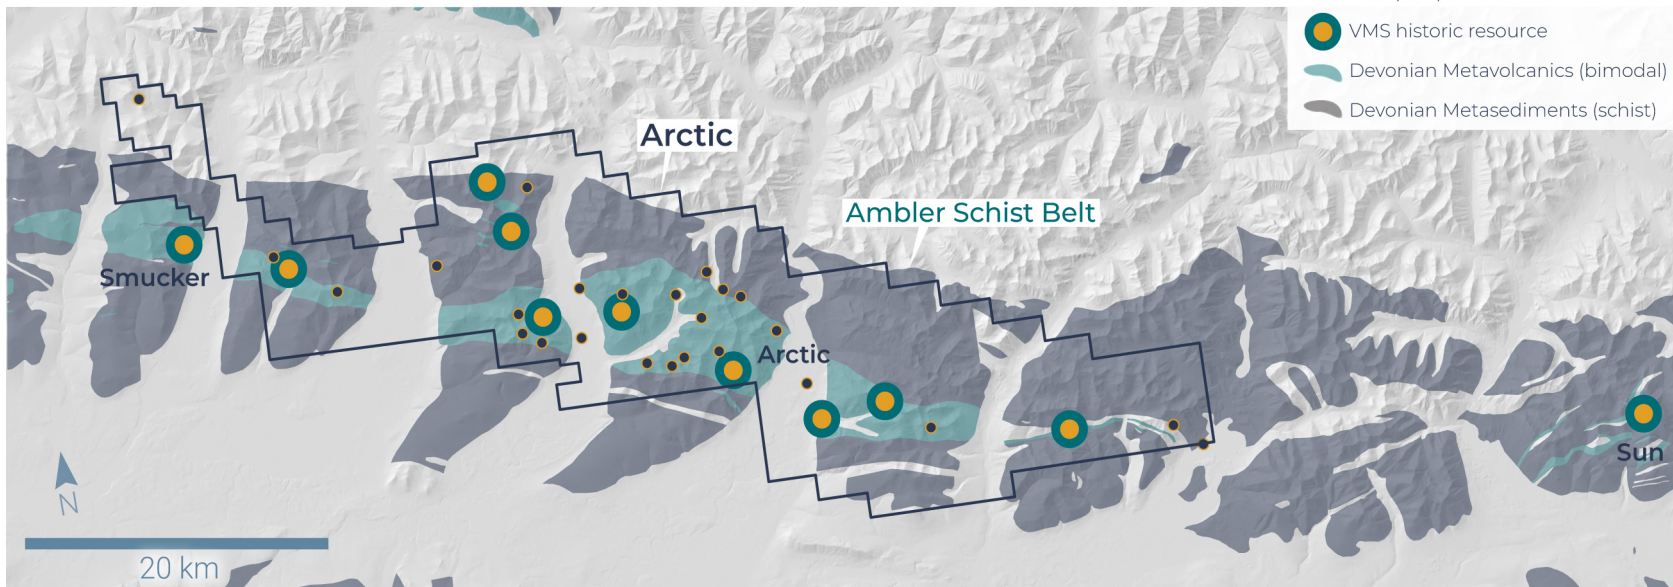 VMS historic resource
Devonian Metavolcanics (bimodal)
Devonian Metasediments (schist)
Arctic
Ambler Schist Belt
Smucker
Arctic
Sun
N
20 km